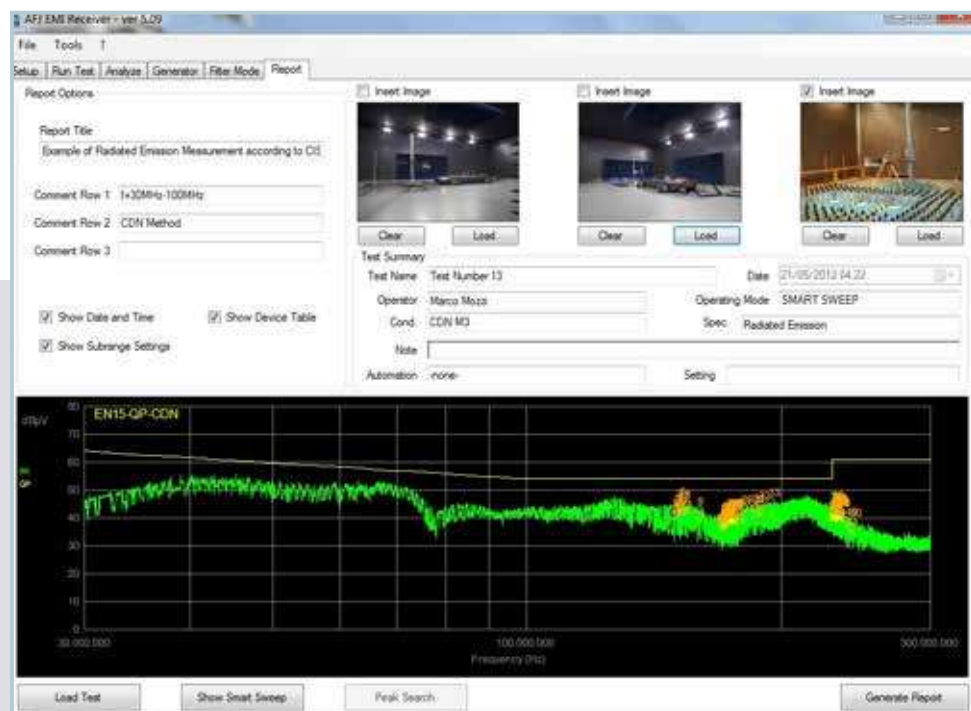 AFJ EMI Receiver - ver 5.09
File Tools ?
Setup Run Test Analyze Generator Filter Mode Report
Report Options
Insert Image
Insert Image
Insert Image
Report Title
Example of Radiated Emission Measurement according to CIS
Comment Row 1 f=30MHz-100MHz
Comment Row 2 CDN Method
Comment Row 3
Clear Load
Clear Load
Clear Load
Test Summary
Test Name Test Number 13
Date 21/05/2012 04.22
Operator Marco Mozzi
Operating Mode SMART SWEEP
Cond. CDN M3
Spec. Radiated Emission
Note
Automation -none-
Setting
Show Date and Time
Show Device Table
Show Subrange Settings
EN15-QP-CDN
dBµV
QP
80
70
60
50
40
30
20
10
0
30.000.000
100.000.000
300.000.000
Frequency (Hz)
Load Test
Show Smart Sweep
Peak Search
Generate Report